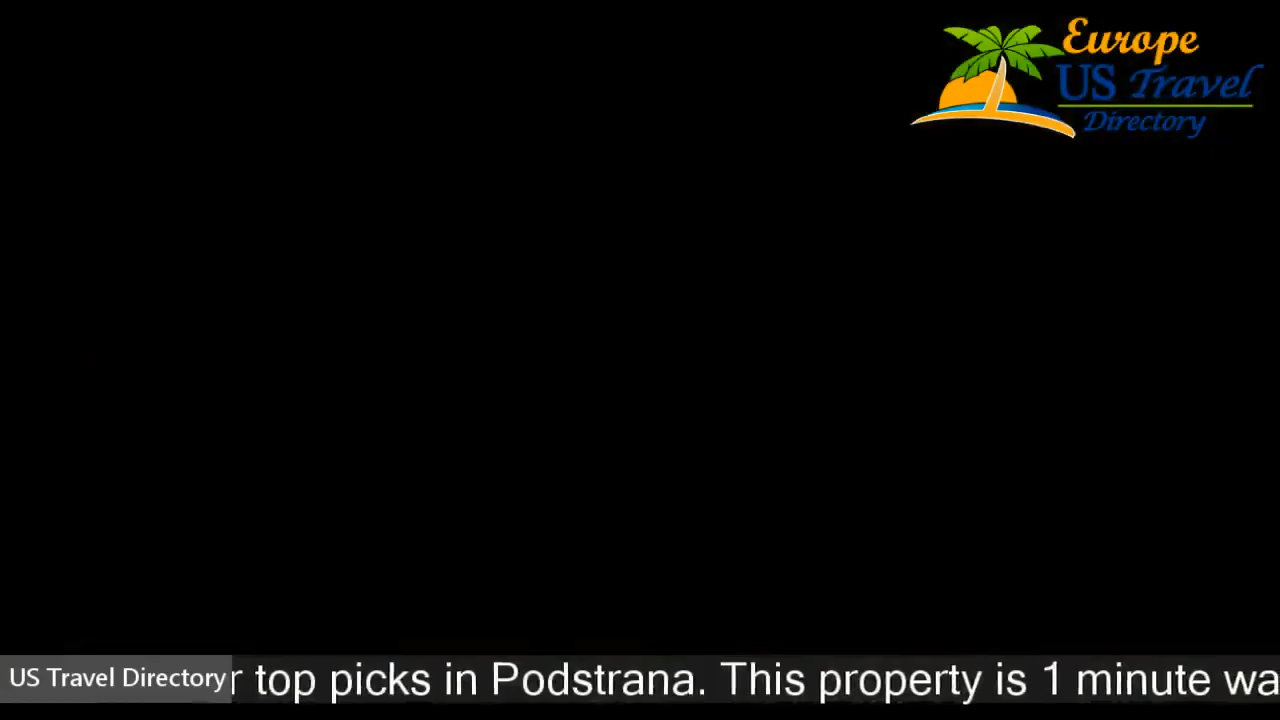 Europe
US Travel
Directory
US Travel Directory
top picks in Podstrana. This property is 1 minute